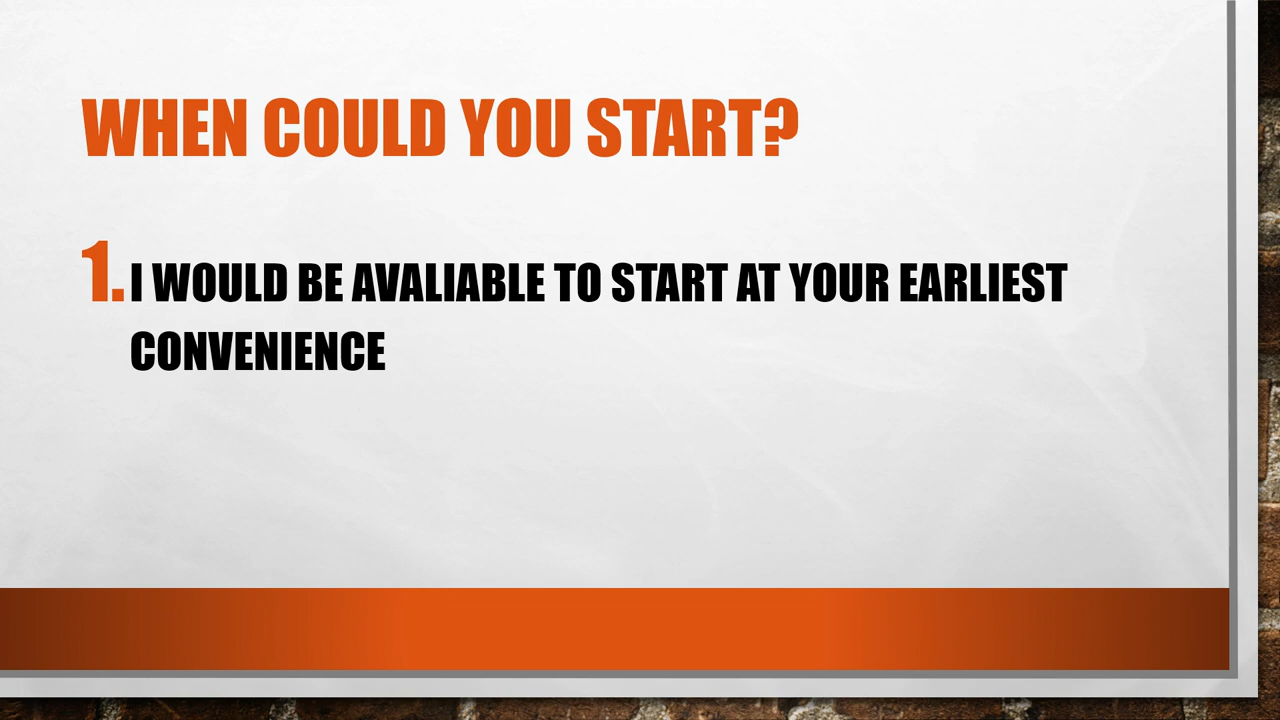 WHEN COULD YOU START?
1. I WOULD BE AVALIABLE TO START AT YOUR EARLIEST
CONVENIENCE